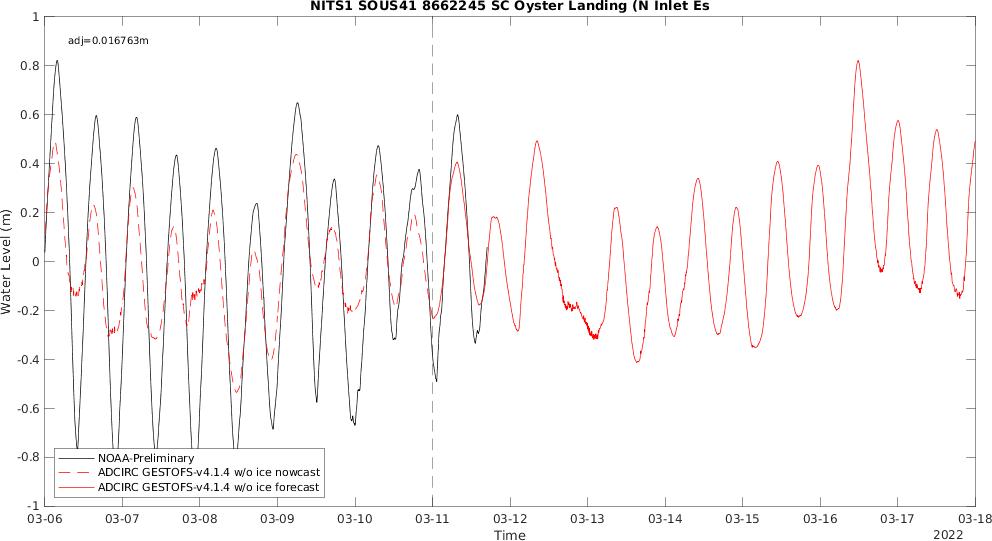 NITS1 SOUS41 8662245 SC Oyster Landing (N Inlet Es
adj=0.016763m
Water Level (m)
1
0.8
0.6
0.4
0.2
0
-0.2
-0.4
-0.6
-0.8
-1
NOAA-Preliminary
ADCIRC GESTOFS-v4.1.4 w/o ice nowcast
ADCIRC GESTOFS-v4.1.4 w/o ice forecast
03-06 03-07 03-08 03-09 03-10 03-11 03-12 03-13 03-14 03-15 03-16 03-17 03-18
Time
2022